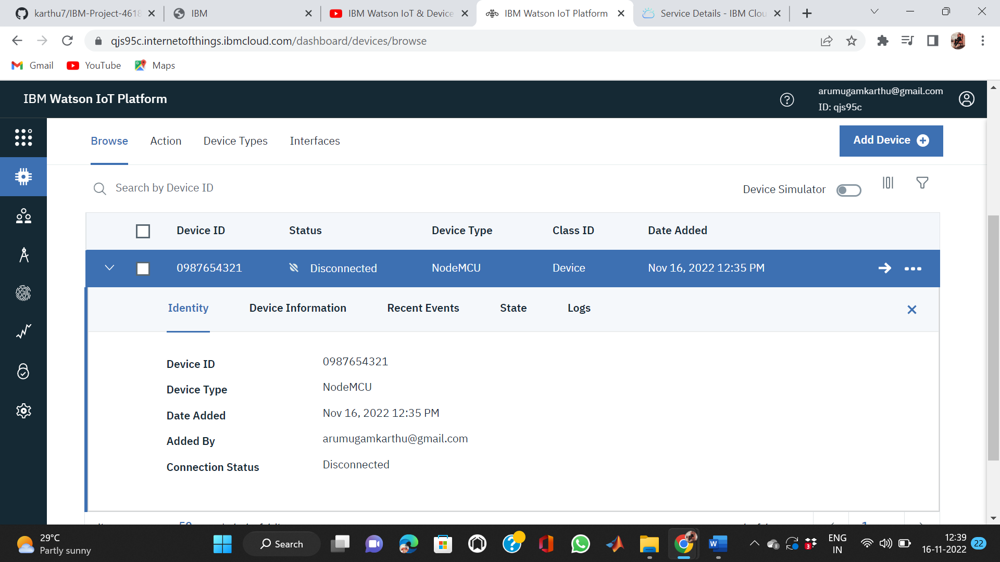 karthu7/IBM-Project-4618
IBM
IBM Watson IoT & Device
IBM Watson IoT Platform
Service Details - IBM Clou
qjs95c.internetofthings.ibmcloud.com/dashboard/devices/browse
Gmail
YouTube
Maps
IBM Watson IoT Platform
arumugamkarthu@gmail.com
ID: qjs95c
Browse
Action
Device Types
Interfaces
Add Device
Search by Device ID
Device Simulator
Device ID Status Device Type Class ID Date Added
0987654321 Disconnected NodeMCU Device Nov 16, 2022 12:35 PM
Identity
Device Information
Recent Events
State
Logs
Device ID 0987654321
Device Type NodeMCU
Date Added Nov 16, 2022 12:35 PM
Added By arumugamkarthu@gmail.com
Connection Status Disconnected
29°C
Partly sunny
Search
3
ENG
IN
12:39
16-11-2022
22